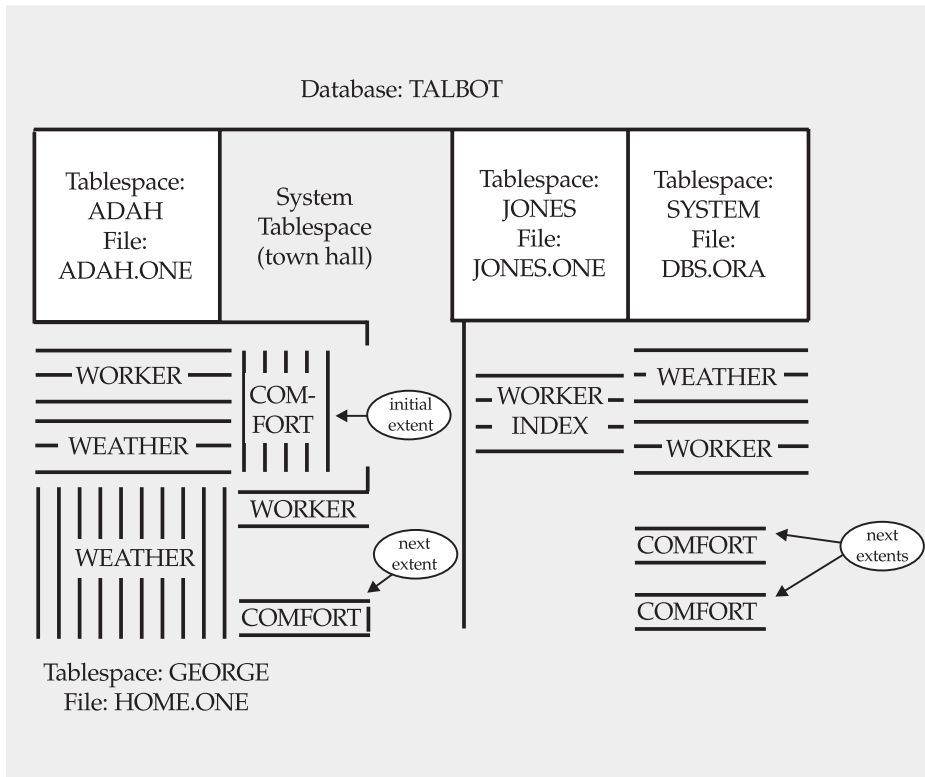 Database: TALBOT
Tablespace:
ADAH
File:
ADAH.ONE
System
Tablespace
(town hall)
Tablespace:
JONES
File:
JONES.ONE
Tablespace:
SYSTEM
File:
DBS.ORA
WORKER
WEATHER
COM-
FORT
initial
extent
WORKER
INDEX
WEATHER
WORKER
WEATHER
WORKER
next
extent
COMFORT
COMFORT
COMFORT
next
extents
Tablespace: GEORGE
File: HOME.ONE